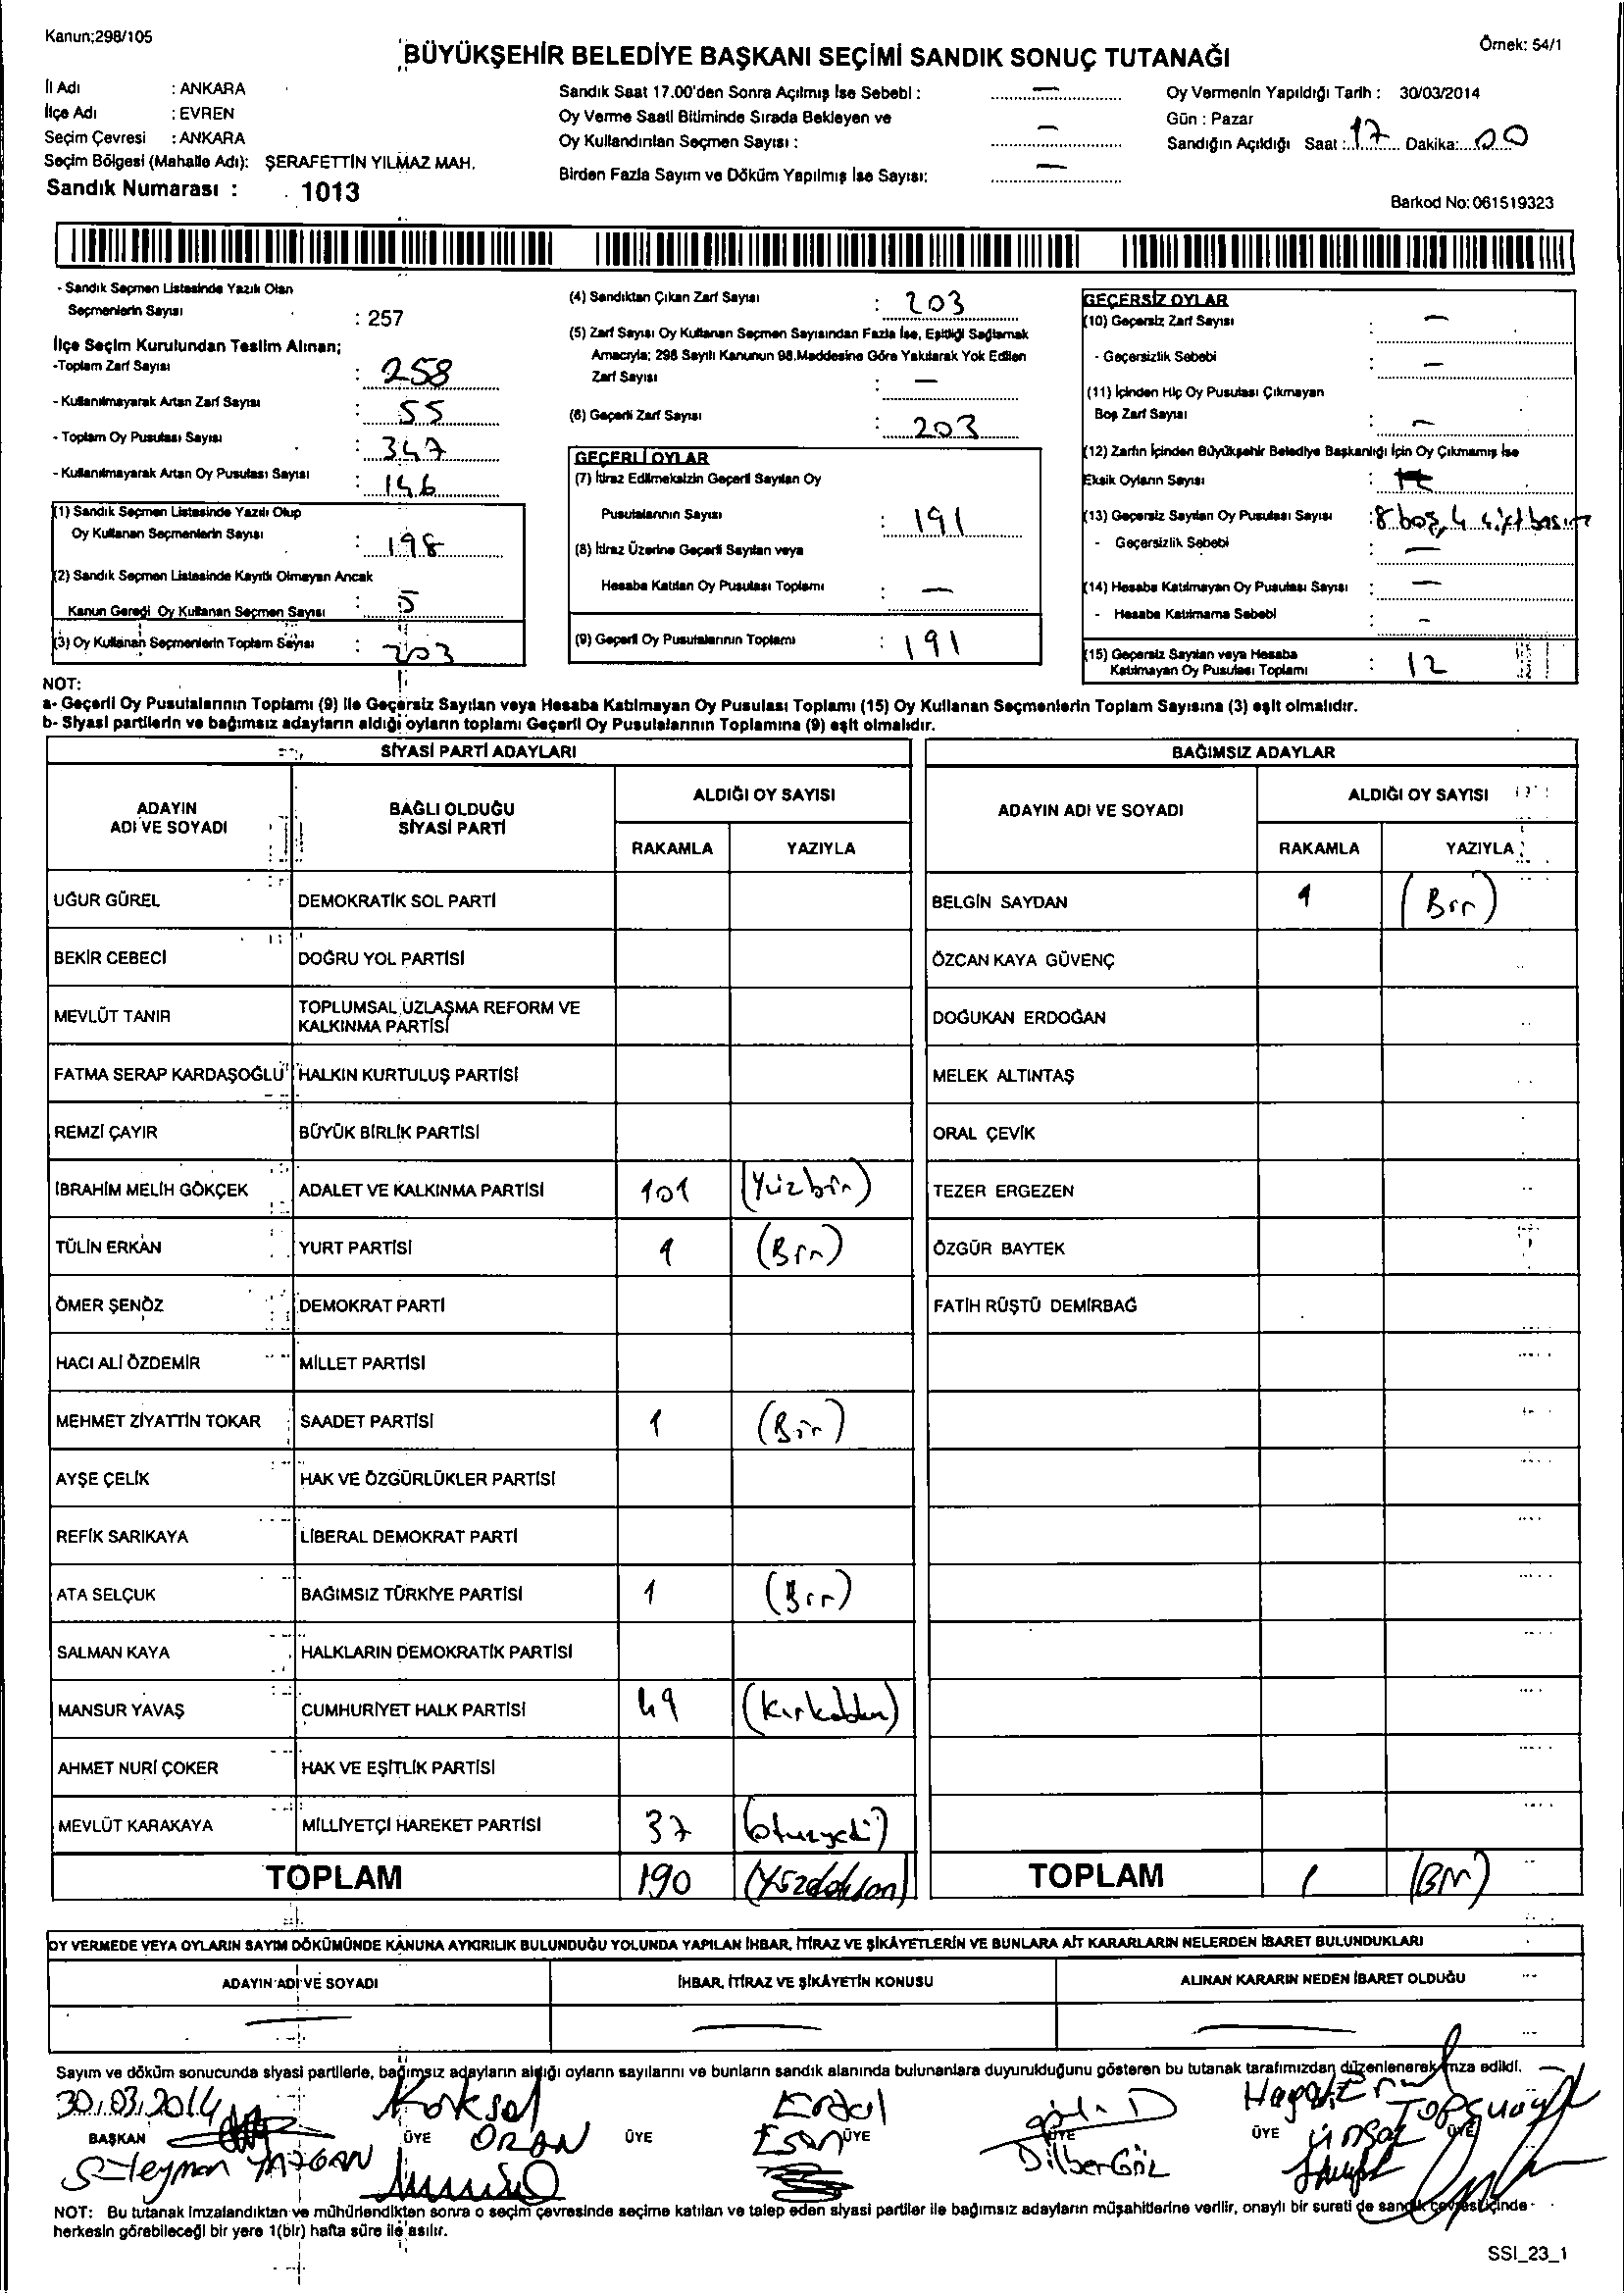 Kanun;298/105
Örnek: 54/1
BÜYÜKŞEHİR BELEDİYE BAŞKANI SEÇİMİ SANDIK SONUÇ TUTANAĞI
İl Adı : ANKARA
İlçe Adı : EVREN
Seçim Çevresi : ANKARA
Seçim Bölgesi (Mahalle Adı): ŞERAFETTİN YILMAZ MAH.
Sandık Numarası : 1013
Sandık Saat 17.00'den Sonra Açılmış İse Sebebi : —
Oy Verme Saati Bitiminde Sırada Bekleyen ve
Oy Kullandırılan Seçmen Sayısı : —
Birden Fazla Sayım ve Döküm Yapılmış İse Sayısı: —
Oy Vermenin Yapıldığı Tarih : 30/03/2014
Gün : Pazar
Sandığın Açıldığı Saat : 17 Dakika: 00
Barkod No: 061519323
- Sandık Seçmen Listesinde Yazılı Olan
Seçmenlerin Sayısı : 257
İlçe Seçim Kurulundan Teslim Alınan;
-Toplam Zarf Sayısı : 258
- Kullanılmayarak Artan Zarf Sayısı : 55
- Toplam Oy Pusulası Sayısı : 347
- Kullanılmayarak Artan Oy Pusulası Sayısı : 146
(1) Sandık Seçmen Listesinde Yazılı Olup
Oy Kullanan Seçmenlerin Sayısı : 198
(2) Sandık Seçmen Listesinde Kayıtlı Olmayan Ancak
Kanun Gereği Oy Kullanan Seçmen Sayısı : 5
(3) Oy Kullanan Seçmenlerin Toplam Sayısı : 203
(4) Sandıktan Çıkan Zarf Sayısı : 203
(5) Zarf Sayısı Oy Kullanan Seçmen Sayısından Fazla İse, Eşitliği Sağlamak
Amacıyla; 298 Sayılı Kanunun 98.Maddesine Göre Yakılarak Yok Edilen
Zarf Sayısı : —
(6) Geçerli Zarf Sayısı : 203
GEÇERLİ OYLAR
(7) İtiraz Edilmeksizin Geçerli Sayılan Oy
Pusulalarının Sayısı : 191
(8) İtiraz Üzerine Geçerli Sayılan veya
Hesaba Katılan Oy Pusulası Toplamı : —
(9) Geçerli Oy Pusulalarının Toplamı : 191
GEÇERSİZ OYLAR
(10) Geçersiz Zarf Sayısı : —
- Geçersizlik Sebebi : —
(11) İçinden Hiç Oy Pusulası Çıkmayan
Boş Zarf Sayısı : —
(12) Zarfın İçinden Büyükşehir Belediye Başkanlığı İçin Oy Çıkmamış İse
Eksik Oyların Sayısı :
(13) Geçersiz Sayılan Oy Pusulası Sayısı : 8 boş, 4 çift basım
- Geçersizlik Sebebi : —
(14) Hesaba Katılmayan Oy Pusulası Sayısı : —
- Hesaba Katılmama Sebebi : -
(15) Geçersiz Sayılan veya Hesaba
Katılmayan Oy Pusulası Toplamı : 12
NOT:
a- Geçerli Oy Pusulalarının Toplamı (9) ile Geçersiz Sayılan veya Hesaba Katılmayan Oy Pusulası Toplamı (15) Oy Kullanan Seçmenlerin Toplam Sayısına (3) eşit olmalıdır.
b- Siyasi partilerin ve bağımsız adayların aldığı oyların toplamı Geçerli Oy Pusulalarının Toplamına (9) eşit olmalıdır.
SİYASİ PARTİ ADAYLARI
ADAYIN
ADI VE SOYADI
BAĞLI OLDUĞU
SİYASİ PARTİ
ALDIĞI OY SAYISI
RAKAMLA YAZIYLA
UĞUR GÜREL DEMOKRATİK SOL PARTİ
BEKİR CEBECİ DOĞRU YOL PARTİSİ
MEVLÜT TANIR TOPLUMSAL UZLAŞMA REFORM VE
KALKINMA PARTİSİ
FATMA SERAP KARDAŞOĞLU HALKIN KURTULUŞ PARTİSİ
REMZİ ÇAYIR BÜYÜK BİRLİK PARTİSİ
İBRAHİM MELİH GÖKÇEK ADALET VE KALKINMA PARTİSİ 101 (Yüzbir)
TÜLİN ERKAN YURT PARTİSİ 1 (Bir)
ÖMER ŞENÖZ DEMOKRAT PARTİ
HACI ALİ ÖZDEMİR MİLLET PARTİSİ
MEHMET ZİYATTİN TOKAR SAADET PARTİSİ 1 (Bir)
AYŞE ÇELİK HAK VE ÖZGÜRLÜKLER PARTİSİ
REFİK SARIKAYA LİBERAL DEMOKRAT PARTİ
ATA SELÇUK BAĞIMSIZ TÜRKİYE PARTİSİ 1 (Bir)
SALMAN KAYA HALKLARIN DEMOKRATİK PARTİSİ
MANSUR YAVAŞ CUMHURİYET HALK PARTİSİ 49 (Kırkdokuz)
AHMET NURİ ÇOKER HAK VE EŞİTLİK PARTİSİ
MEVLÜT KARAKAYA MİLLİYETÇİ HAREKET PARTİSİ 37 (otuzyedi)
TOPLAM 190 (Yüzdoksan)
BAĞIMSIZ ADAYLAR
ADAYIN ADI VE SOYADI
ALDIĞI OY SAYISI
RAKAMLA YAZIYLA
BELGİN SAYDAN 1 (Bir)
ÖZCAN KAYA GÜVENÇ
DOĞUKAN ERDOĞAN
MELEK ALTINTAŞ
ORAL ÇEVİK
TEZER ERGEZEN
ÖZGÜR BAYTEK
FATİH RÜŞTÜ DEMİRBAĞ
TOPLAM 1 (Bir)
OY VERMEDE VEYA OYLARIN SAYIM DÖKÜMÜNDE KANUNA AYKIRILIK BULUNDUĞU YOLUNDA YAPILAN İHBAR, İTİRAZ VE ŞİKÂYETLERİN VE BUNLARA AİT KARARLARIN NELERDEN İBARET BULUNDUKLARI
ADAYIN ADI VE SOYADI İHBAR, İTİRAZ VE ŞİKÂYETİN KONUSU ALINAN KARARIN NEDEN İBARET OLDUĞU
— — —
Sayım ve döküm sonucunda siyasi partilerle, bağımsız adayların aldığı oyların sayılarını ve bunların sandık alanında bulunanlara duyurulduğunu gösteren bu tutanak tarafımızdan düzenlenerek imza edildi.
30.03.2014 Köksal Erdal
BAŞKAN ÜYE ORAN ÜYE Esan ÜYE ÜYE ÜYE ÜYE
Süleyman YAZGAN Dilber GÖL
NOT: Bu tutanak imzalandıktan ve mühürlendikten sonra o seçim çevresinde seçime katılan ve talep eden siyasi partiler ile bağımsız adayların müşahitlerine verilir, onaylı bir sureti de sandık çevresi içinde
herkesin görebileceği bir yere 1(bir) hafta süre ile asılır.
SSI_23_1